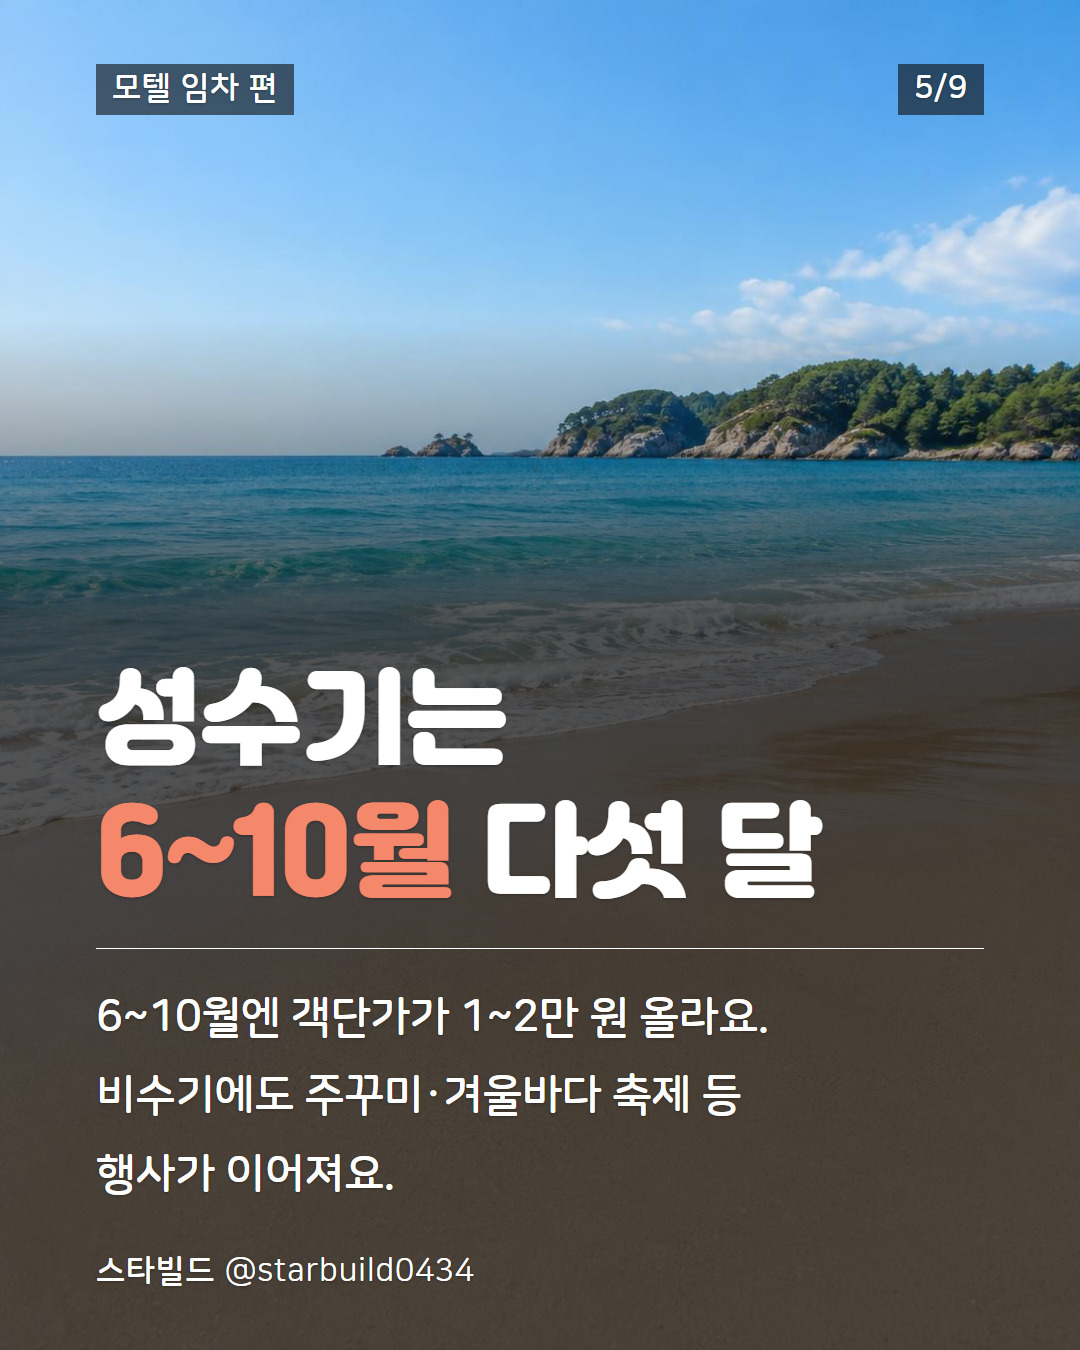 모텔 임차 편
5/9
성수기는
6~10월 다섯 달
6~10월엔 객단가가 1~2만 원 올라요.
비수기에도 주꾸미·겨울바다 축제 등
행사가 이어져요.
스타빌드 @starbuild0434